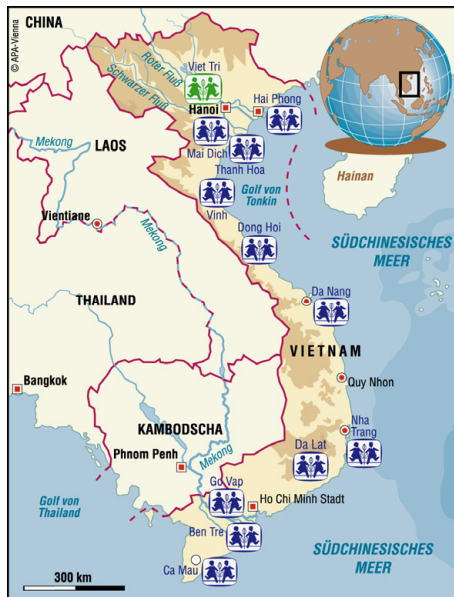 © APA-Vienna
CHINA
Roter Fluß
Schwarzer Fluß
Viet Tri
Hanoi
Hai Phong
Mekong
LAOS
Mai Dich
Thanh Hoa
Golf von
Tonkin
Hainan
Vinh
Vientiane
Mekong
Dong Hoi
SÜDCHINESISCHES
MEER
THAILAND
Da Nang
VIETNAM
Bangkok
Quy Nhon
KAMBODSCHA
Nha
Trang
Da Lat
Phnom Penh
Mekong
Go Vap
Golf von
Thailand
Ho Chi Minh Stadt
Ben Tre
SÜDCHINESISCHES
MEER
Ca Mau
300 km